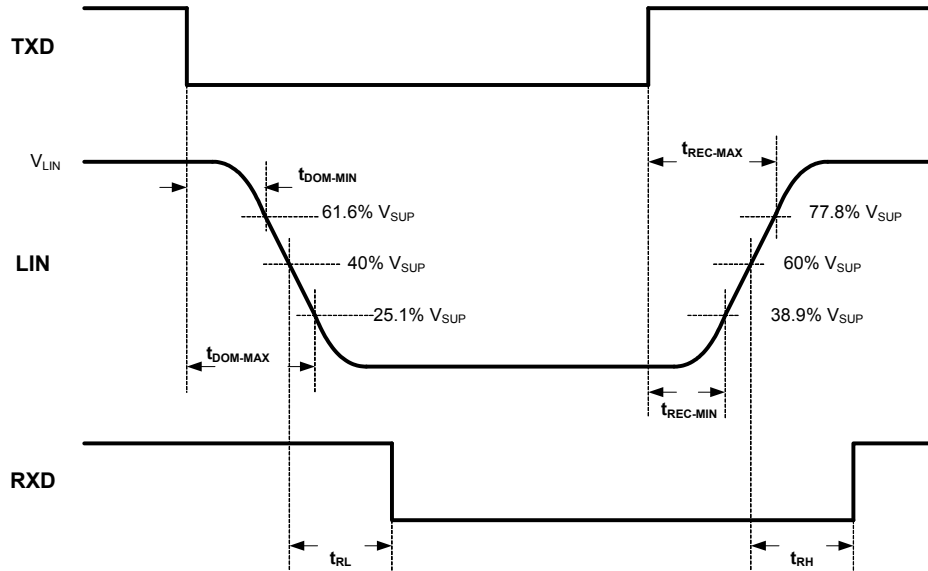 TXD
V_LIN
t_DOM-MIN
t_REC-MAX
61.6% V_SUP
77.8% V_SUP
LIN
40% V_SUP
60% V_SUP
25.1% V_SUP
38.9% V_SUP
t_DOM-MAX
t_REC-MIN
RXD
t_RL
t_RH